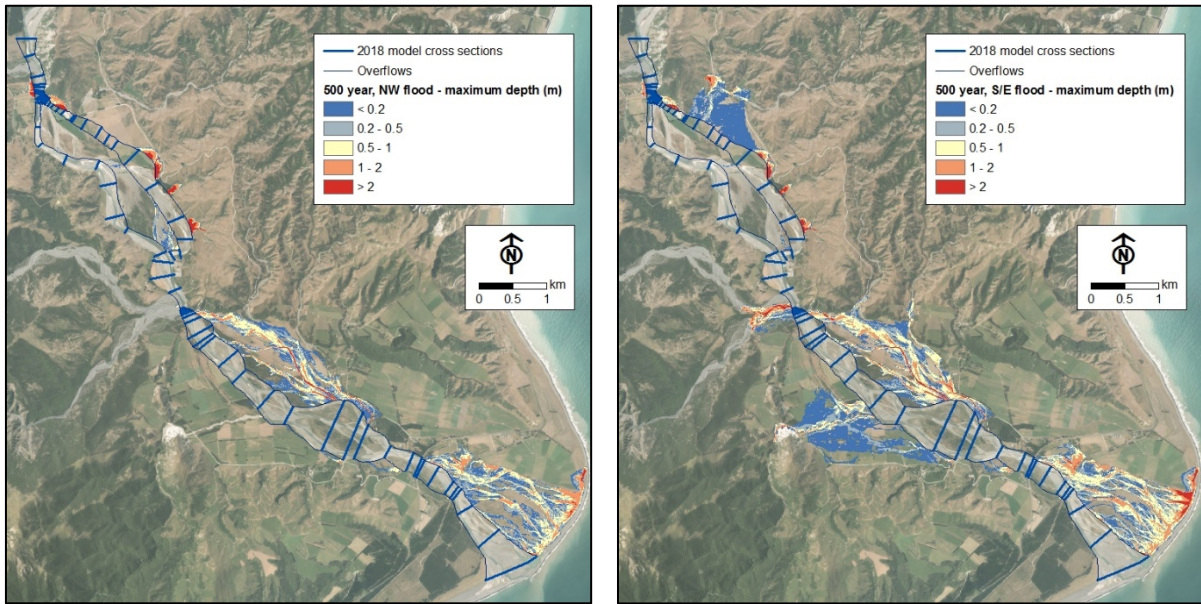 2018 model cross sections
Overflows
500 year, NW flood - maximum depth (m)
< 0.2
0.2 - 0.5
0.5 - 1
1 - 2
> 2
N
km
0 0.5 1
2018 model cross sections
Overflows
500 year, S/E flood - maximum depth (m)
< 0.2
0.2 - 0.5
0.5 - 1
1 - 2
> 2
N
km
0 0.5 1